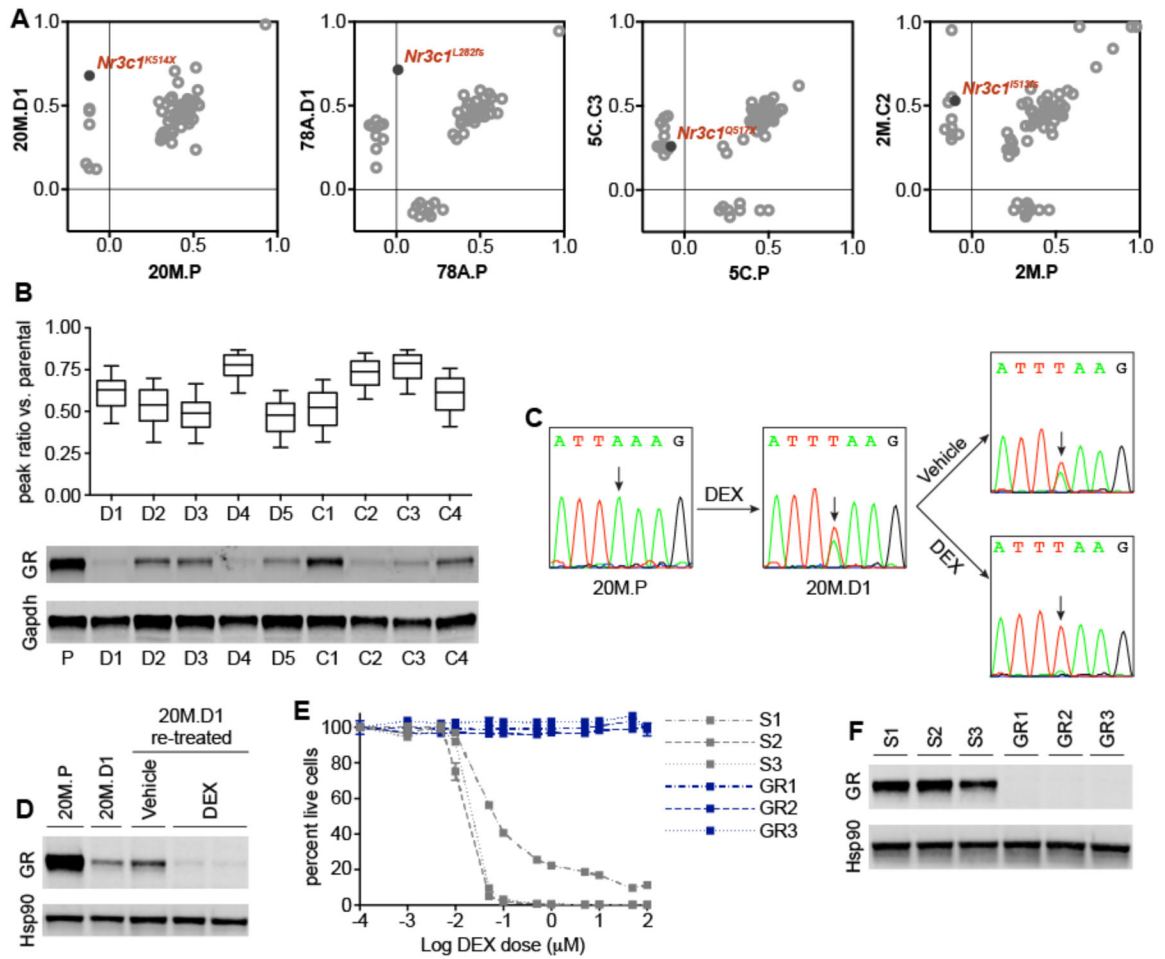 A
1.0
0.5
0.0
20M.D1
Nr3c1K514X
0.0 0.5 1.0
20M.P
1.0
0.5
0.0
78A.D1
Nr3c1L282fs
0.0 0.5 1.0
78A.P
1.0
0.5
0.0
5C.C3
Nr3c1Q517X
0.0 0.5 1.0
5C.P
1.0
0.5
0.0
2M.C2
Nr3c1I513fs
0.0 0.5 1.0
2M.P
B
peak ratio vs. parental
1.00
0.75
0.50
0.25
0.00
D1 D2 D3 D4 D5 C1 C2 C3 C4
GR
Gapdh
P D1 D2 D3 D4 D5 C1 C2 C3 C4
C
A T T A A A G
20M.P
DEX
A T T T A A G
20M.D1
Vehicle
A T T T A A G
DEX
A T T T A A G
D
20M.D1
re-treated
20M.P
20M.D1
Vehicle
DEX
GR
Hsp90
E
percent live cells
100
80
60
40
20
0
-4 -3 -2 -1 0 1 2
Log DEX dose (μM)
S1
S2
S3
GR1
GR2
GR3
F
S1 S2 S3 GR1 GR2 GR3
GR
Hsp90